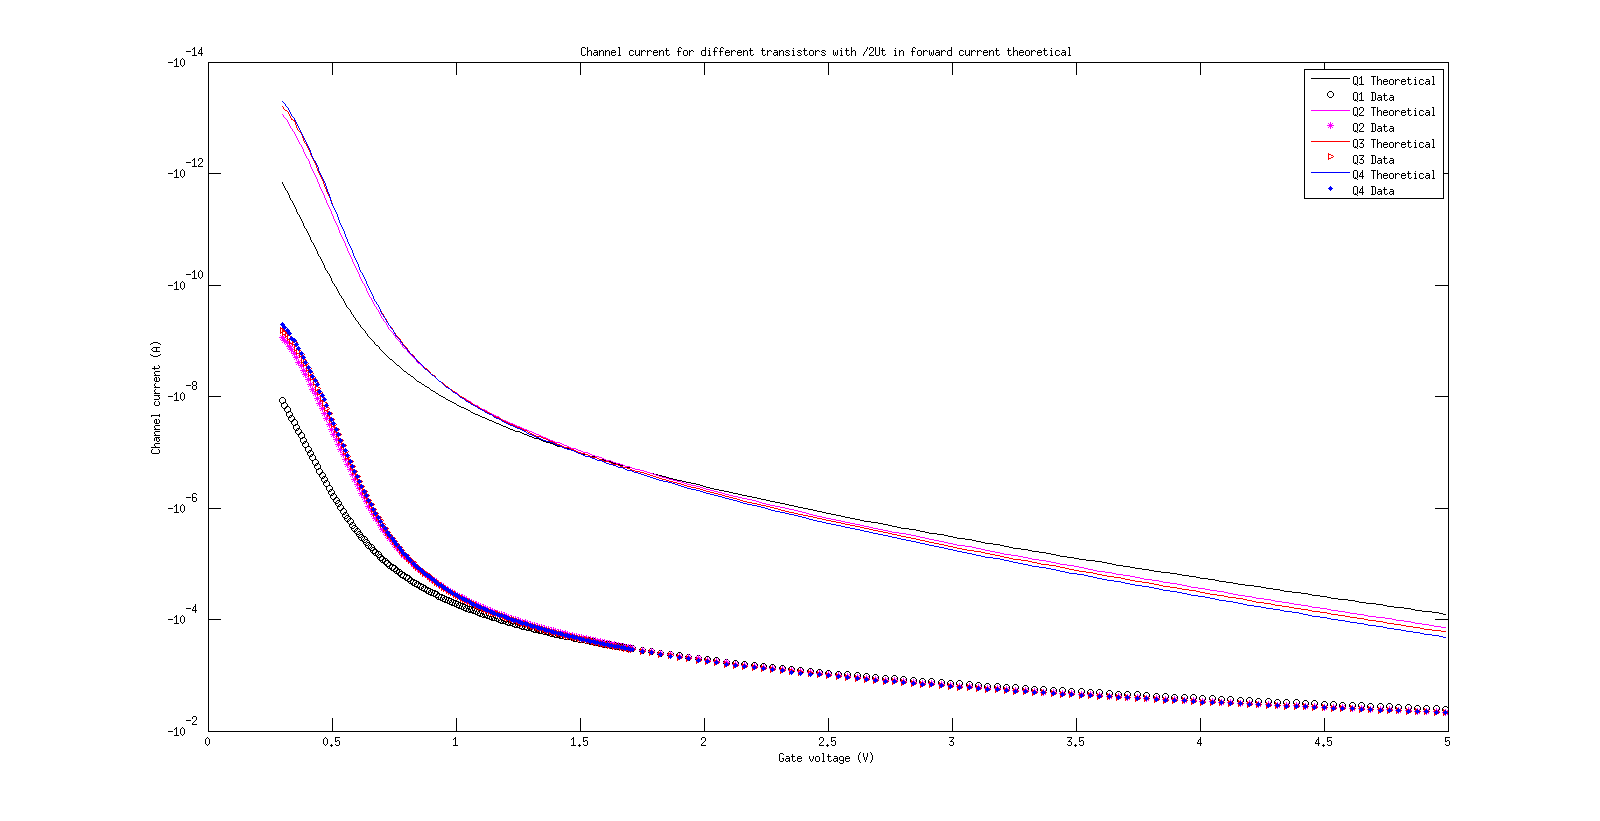 Channel current for different transistors with /2Ut in forward current theoretical
-10^-14
-10^-12
-10^-10
-10^-8
-10^-6
-10^-4
-10^-2
Channel current (A)
Q1 Theoretical
Q1 Data
Q2 Theoretical
Q2 Data
Q3 Theoretical
Q3 Data
Q4 Theoretical
Q4 Data
0 0.5 1 1.5 2 2.5 3 3.5 4 4.5 5
Gate voltage (V)